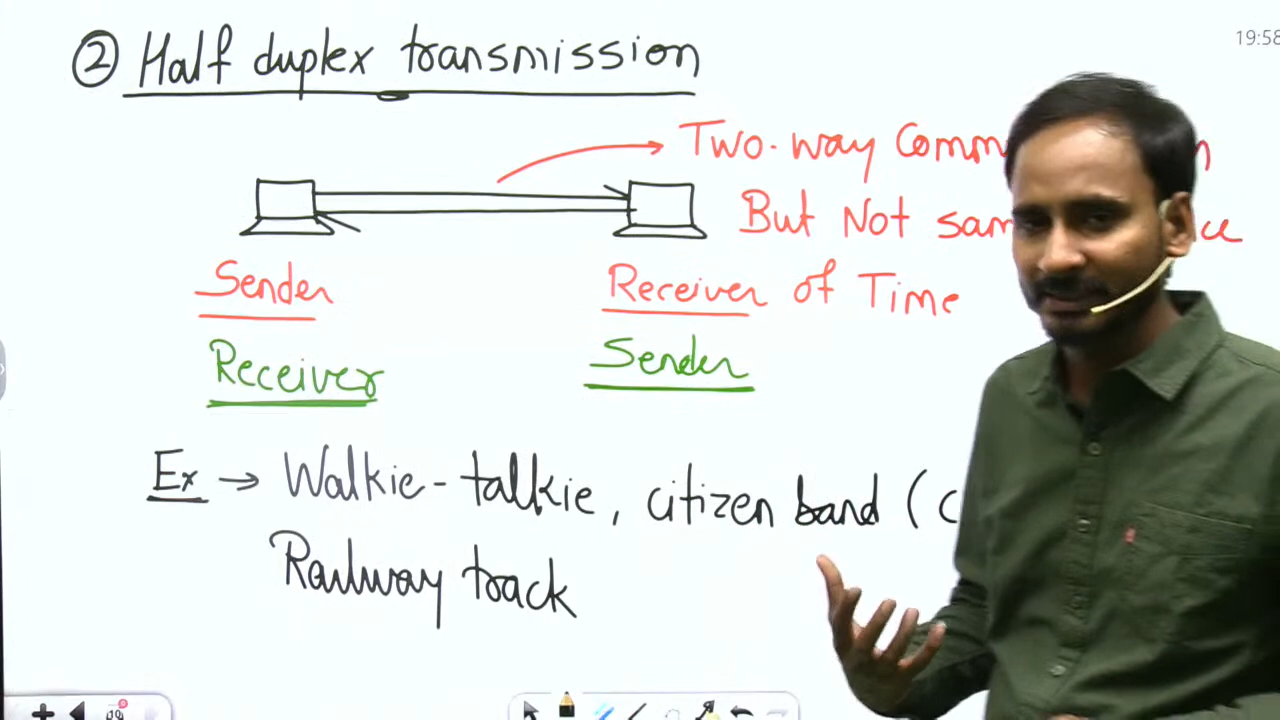 ② Half duplex transmission
19:58
Two-way Comm
But Not sam
Sender
Receiver of Time
Receiver
Sender
Ex → Walkie-talkie, citizen band (C
Railway track